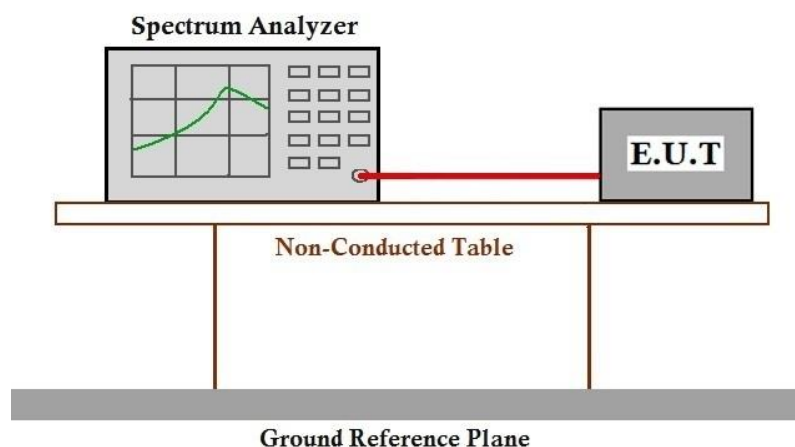 Spectrum Analyzer
E.U.T
Non-Conducted Table
Ground Reference Plane